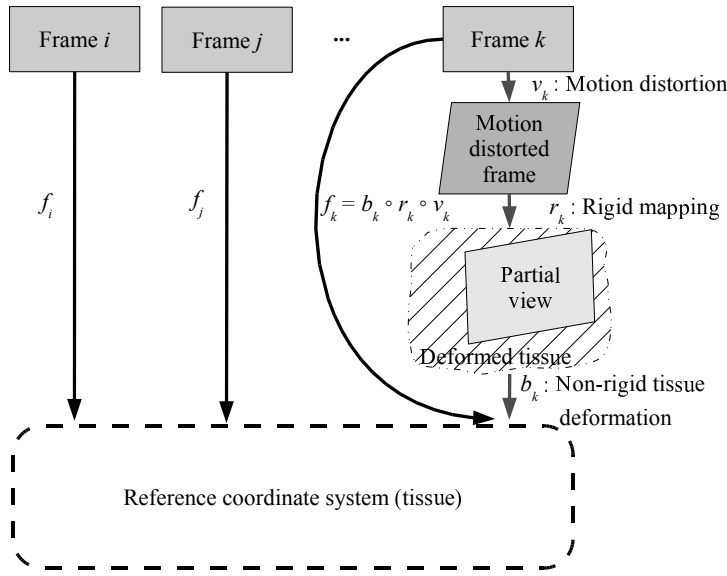 Frame i
Frame j
...
Frame k
v_k : Motion distortion
Motion
distorted
frame
f_i
f_j
f_k = b_k ∘ r_k ∘ v_k
r_k : Rigid mapping
Partial
view
Deformed tissue
b_k : Non-rigid tissue
deformation
Reference coordinate system (tissue)